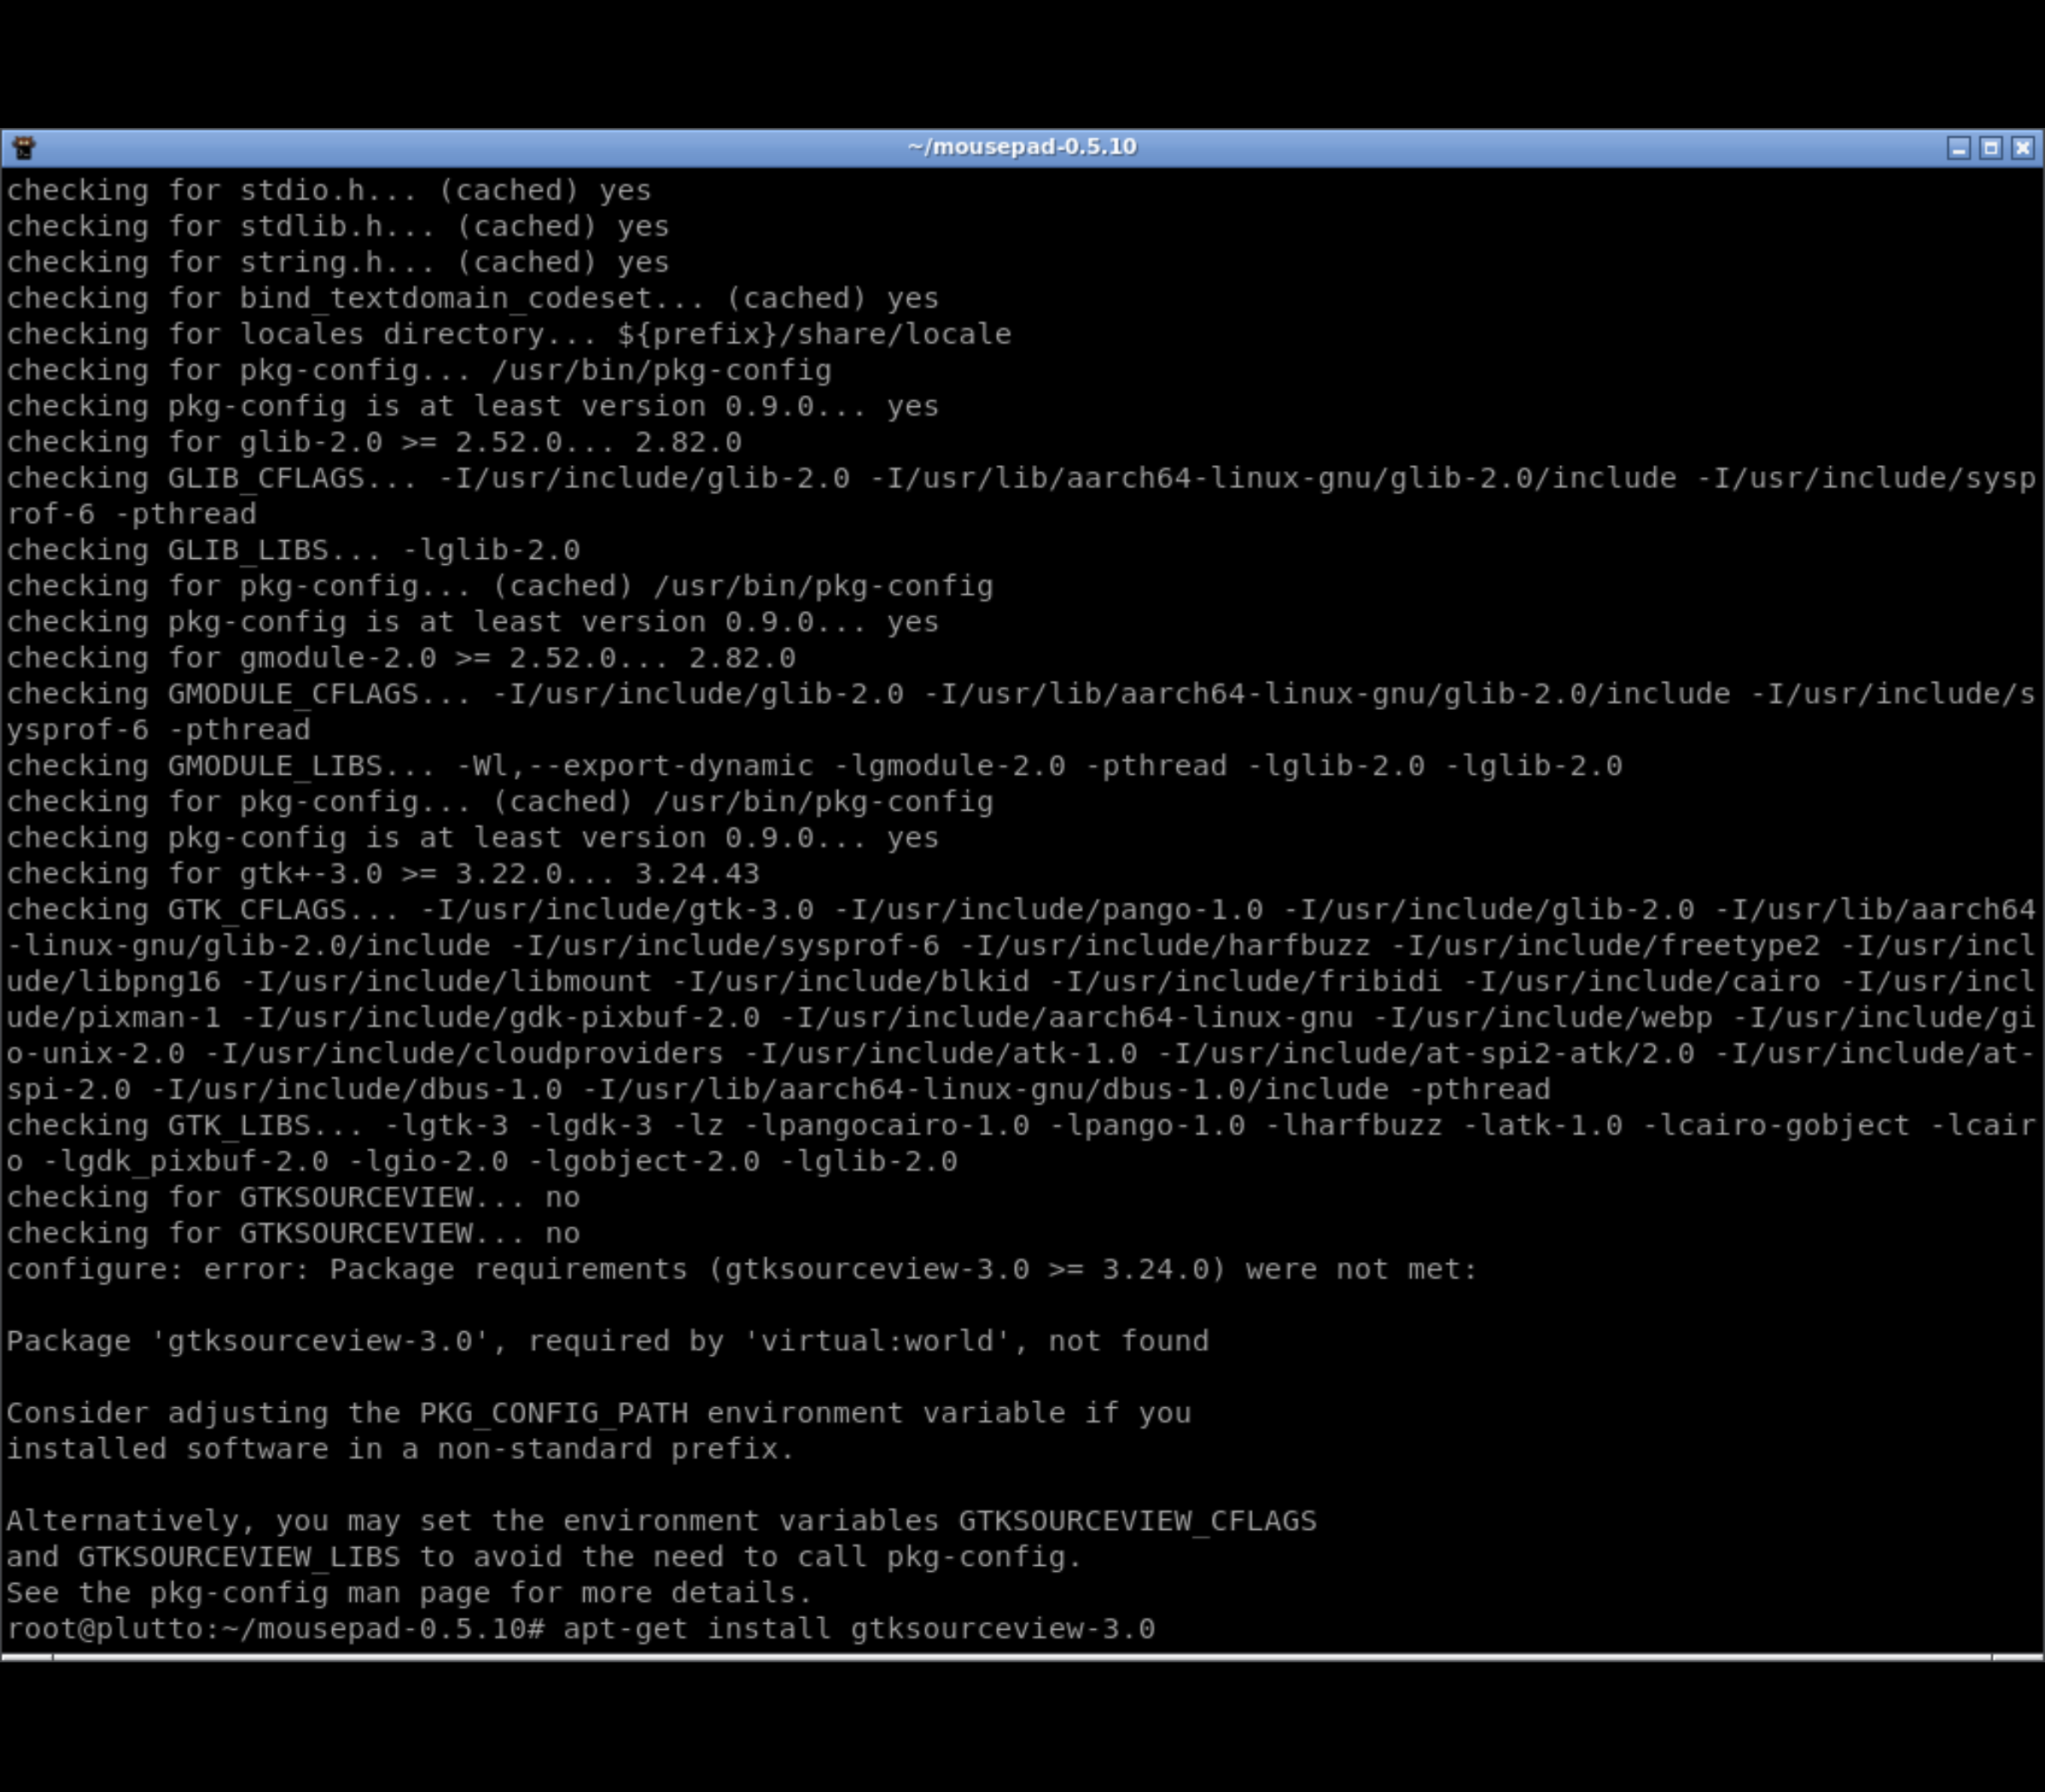 ~/mousepad-0.5.10
checking for stdio.h... (cached) yes
checking for stdlib.h... (cached) yes
checking for string.h... (cached) yes
checking for bind_textdomain_codeset... (cached) yes
checking for locales directory... ${prefix}/share/locale
checking for pkg-config... /usr/bin/pkg-config
checking pkg-config is at least version 0.9.0... yes
checking for glib-2.0 >= 2.52.0... 2.82.0
checking GLIB_CFLAGS... -I/usr/include/glib-2.0 -I/usr/lib/aarch64-linux-gnu/glib-2.0/include -I/usr/include/sysp
rof-6 -pthread
checking GLIB_LIBS... -lglib-2.0
checking for pkg-config... (cached) /usr/bin/pkg-config
checking pkg-config is at least version 0.9.0... yes
checking for gmodule-2.0 >= 2.52.0... 2.82.0
checking GMODULE_CFLAGS... -I/usr/include/glib-2.0 -I/usr/lib/aarch64-linux-gnu/glib-2.0/include -I/usr/include/s
ysprof-6 -pthread
checking GMODULE_LIBS... -Wl,--export-dynamic -lgmodule-2.0 -pthread -lglib-2.0 -lglib-2.0
checking for pkg-config... (cached) /usr/bin/pkg-config
checking pkg-config is at least version 0.9.0... yes
checking for gtk+-3.0 >= 3.22.0... 3.24.43
checking GTK_CFLAGS... -I/usr/include/gtk-3.0 -I/usr/include/pango-1.0 -I/usr/include/glib-2.0 -I/usr/lib/aarch64
-linux-gnu/glib-2.0/include -I/usr/include/sysprof-6 -I/usr/include/harfbuzz -I/usr/include/freetype2 -I/usr/incl
ude/libpng16 -I/usr/include/libmount -I/usr/include/blkid -I/usr/include/fribidi -I/usr/include/cairo -I/usr/incl
ude/pixman-1 -I/usr/include/gdk-pixbuf-2.0 -I/usr/include/aarch64-linux-gnu -I/usr/include/webp -I/usr/include/gi
o-unix-2.0 -I/usr/include/cloudproviders -I/usr/include/atk-1.0 -I/usr/include/at-spi2-atk/2.0 -I/usr/include/at-
spi-2.0 -I/usr/include/dbus-1.0 -I/usr/lib/aarch64-linux-gnu/dbus-1.0/include -pthread
checking GTK_LIBS... -lgtk-3 -lgdk-3 -lz -lpangocairo-1.0 -lpango-1.0 -lharfbuzz -latk-1.0 -lcairo-gobject -lcair
o -lgdk_pixbuf-2.0 -lgio-2.0 -lgobject-2.0 -lglib-2.0
checking for GTKSOURCEVIEW... no
checking for GTKSOURCEVIEW... no
configure: error: Package requirements (gtksourceview-3.0 >= 3.24.0) were not met:
Package 'gtksourceview-3.0', required by 'virtual:world', not found
Consider adjusting the PKG_CONFIG_PATH environment variable if you
installed software in a non-standard prefix.
Alternatively, you may set the environment variables GTKSOURCEVIEW_CFLAGS
and GTKSOURCEVIEW_LIBS to avoid the need to call pkg-config.
See the pkg-config man page for more details.
root@plutto:~/mousepad-0.5.10# apt-get install gtksourceview-3.0